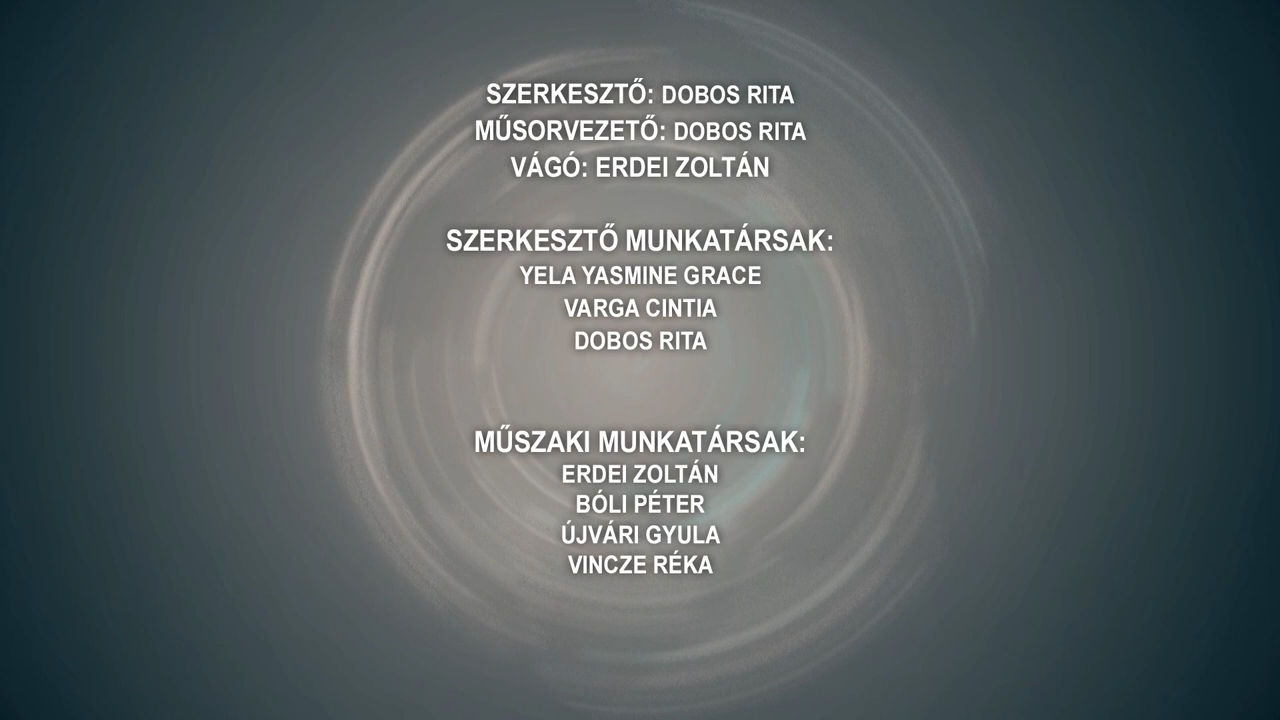 SZERKESZTŐ: DOBOS RITA
MŰSORVEZETŐ: DOBOS RITA
VÁGÓ: ERDEI ZOLTÁN
SZERKESZTŐ MUNKATÁRSAK:
YELA YASMINE GRACE
VARGA CINTIA
DOBOS RITA
MŰSZAKI MUNKATÁRSAK:
ERDEI ZOLTÁN
BÓLI PÉTER
ÚJVÁRI GYULA
VINCZE RÉKA